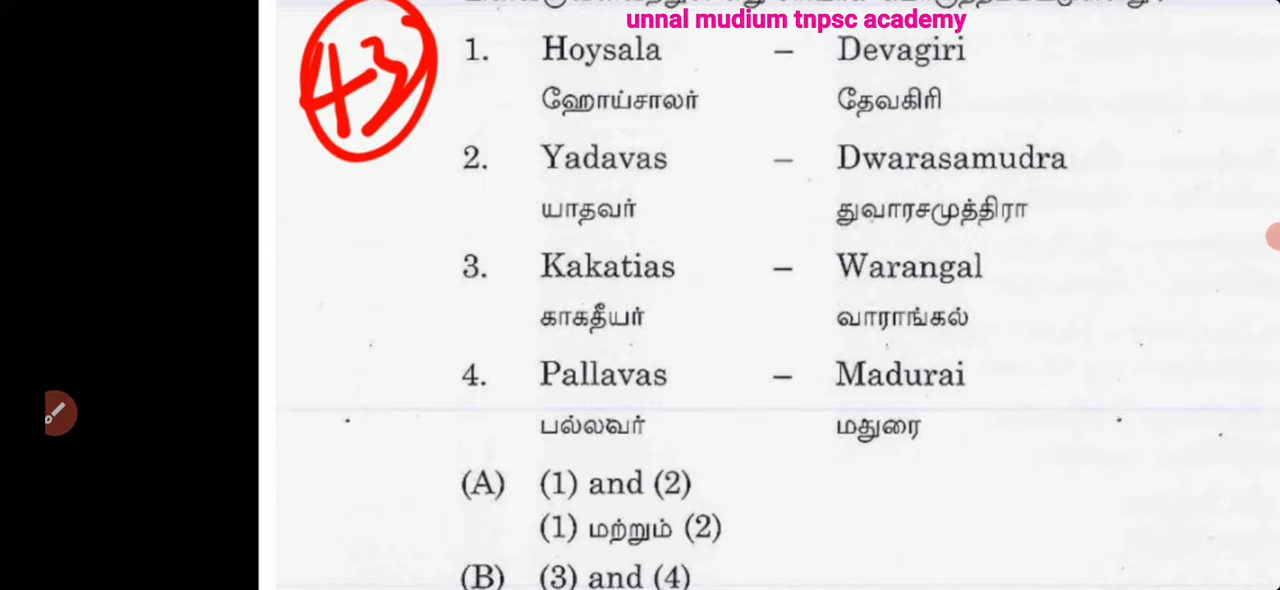 unnal mudium tnpsc academy
43
1. Hoysala – Devagiri
ஹோய்சாலர் தேவகிரி
2. Yadavas – Dwarasamudra
யாதவர் துவாரசமுத்திரா
3. Kakatias – Warangal
காகதீயர் வாராங்கல்
4. Pallavas – Madurai
பல்லவர் மதுரை
(A) (1) and (2)
(1) மற்றும் (2)
(B) (3) and (4)